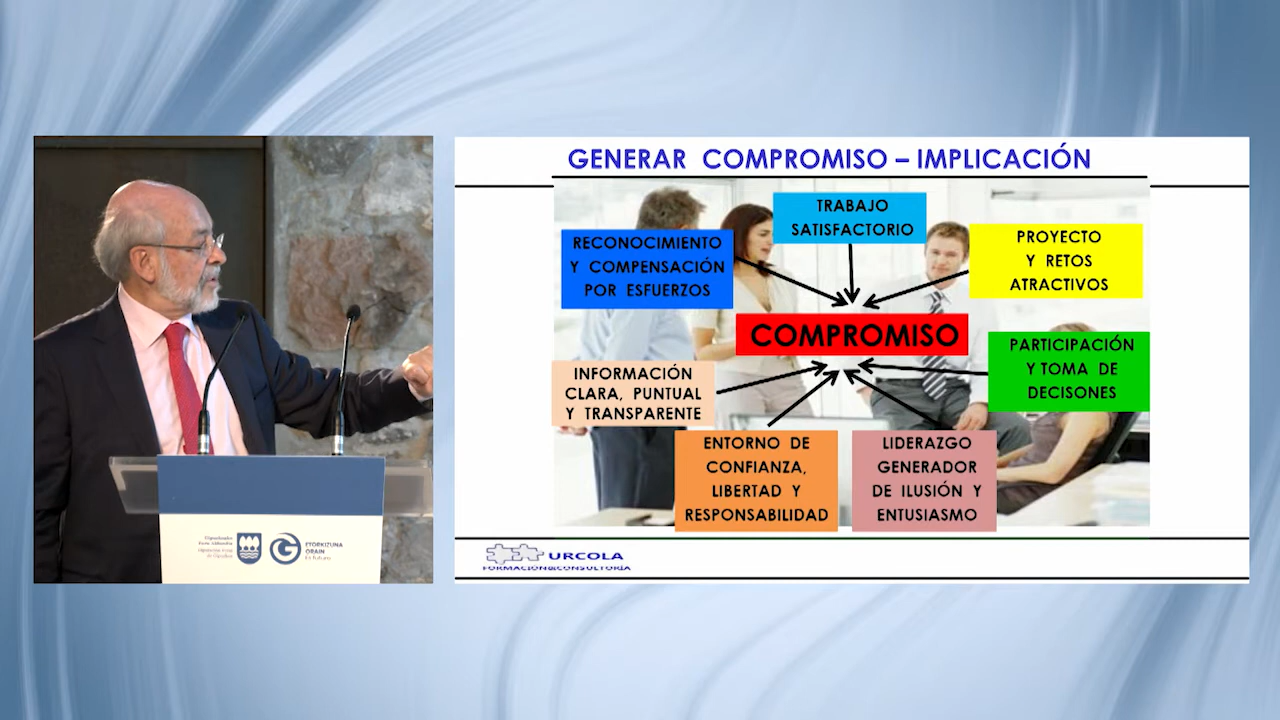 GENERAR COMPROMISO – IMPLICACIÓN
TRABAJO
SATISFACTORIO
RECONOCIMIENTO
Y COMPENSACIÓN
POR ESFUERZOS
PROYECTO
Y RETOS
ATRACTIVOS
COMPROMISO
PARTICIPACIÓN
Y TOMA DE
DECISONES
INFORMACIÓN
CLARA, PUNTUAL
Y TRANSPARENTE
ENTORNO DE
CONFIANZA,
LIBERTAD Y
RESPONSABILIDAD
LIDERAZGO
GENERADOR
DE ILUSIÓN Y
ENTUSIASMO
URCOLA
FORMACIÓN&CONSULTORÍA
ETORKIZUNA
ORAIN